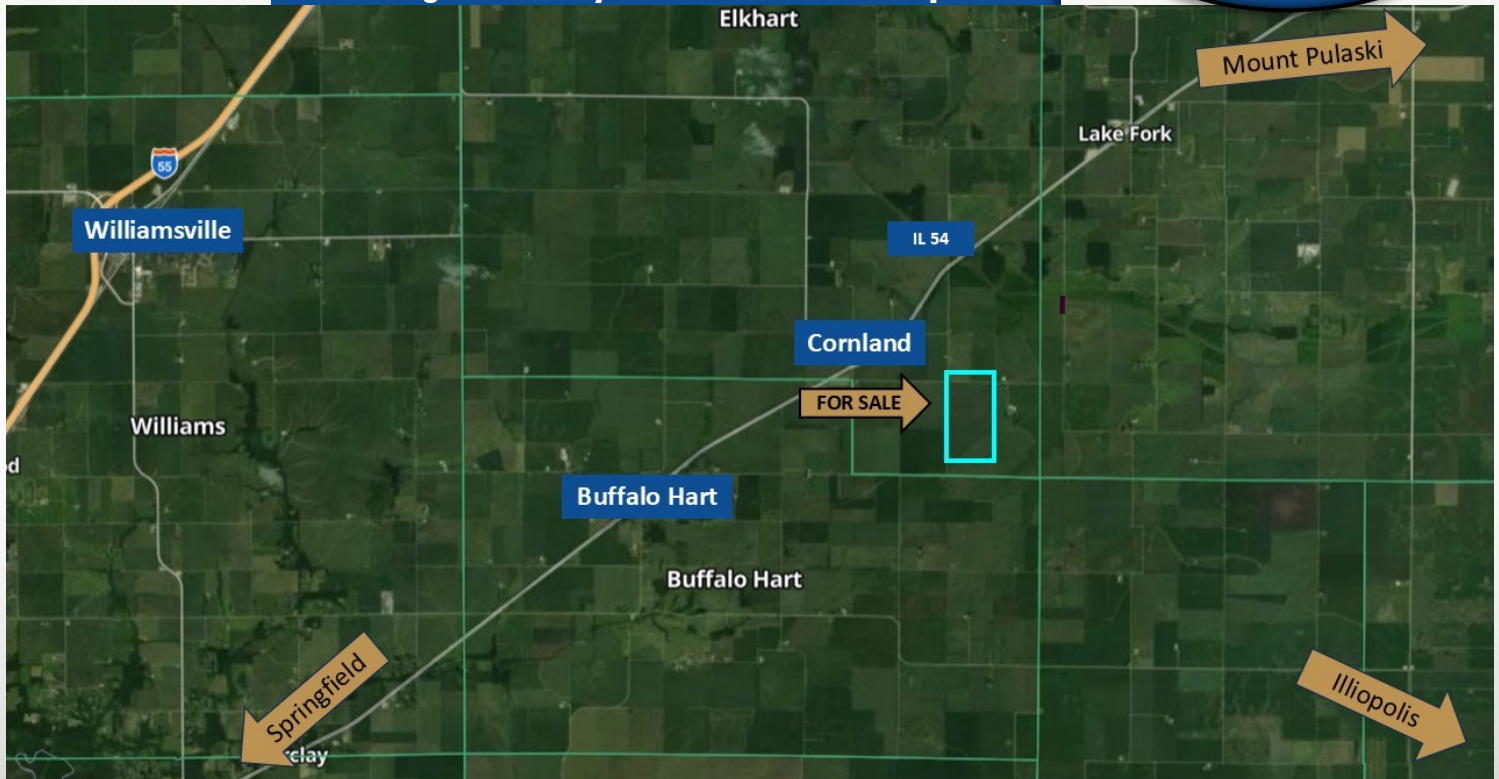 Elkhart
Mount Pulaski
Lake Fork
55
Williamsville
IL 54
Cornland
FOR SALE
Williams
Buffalo Hart
Buffalo Hart
Springfield
Illiopolis